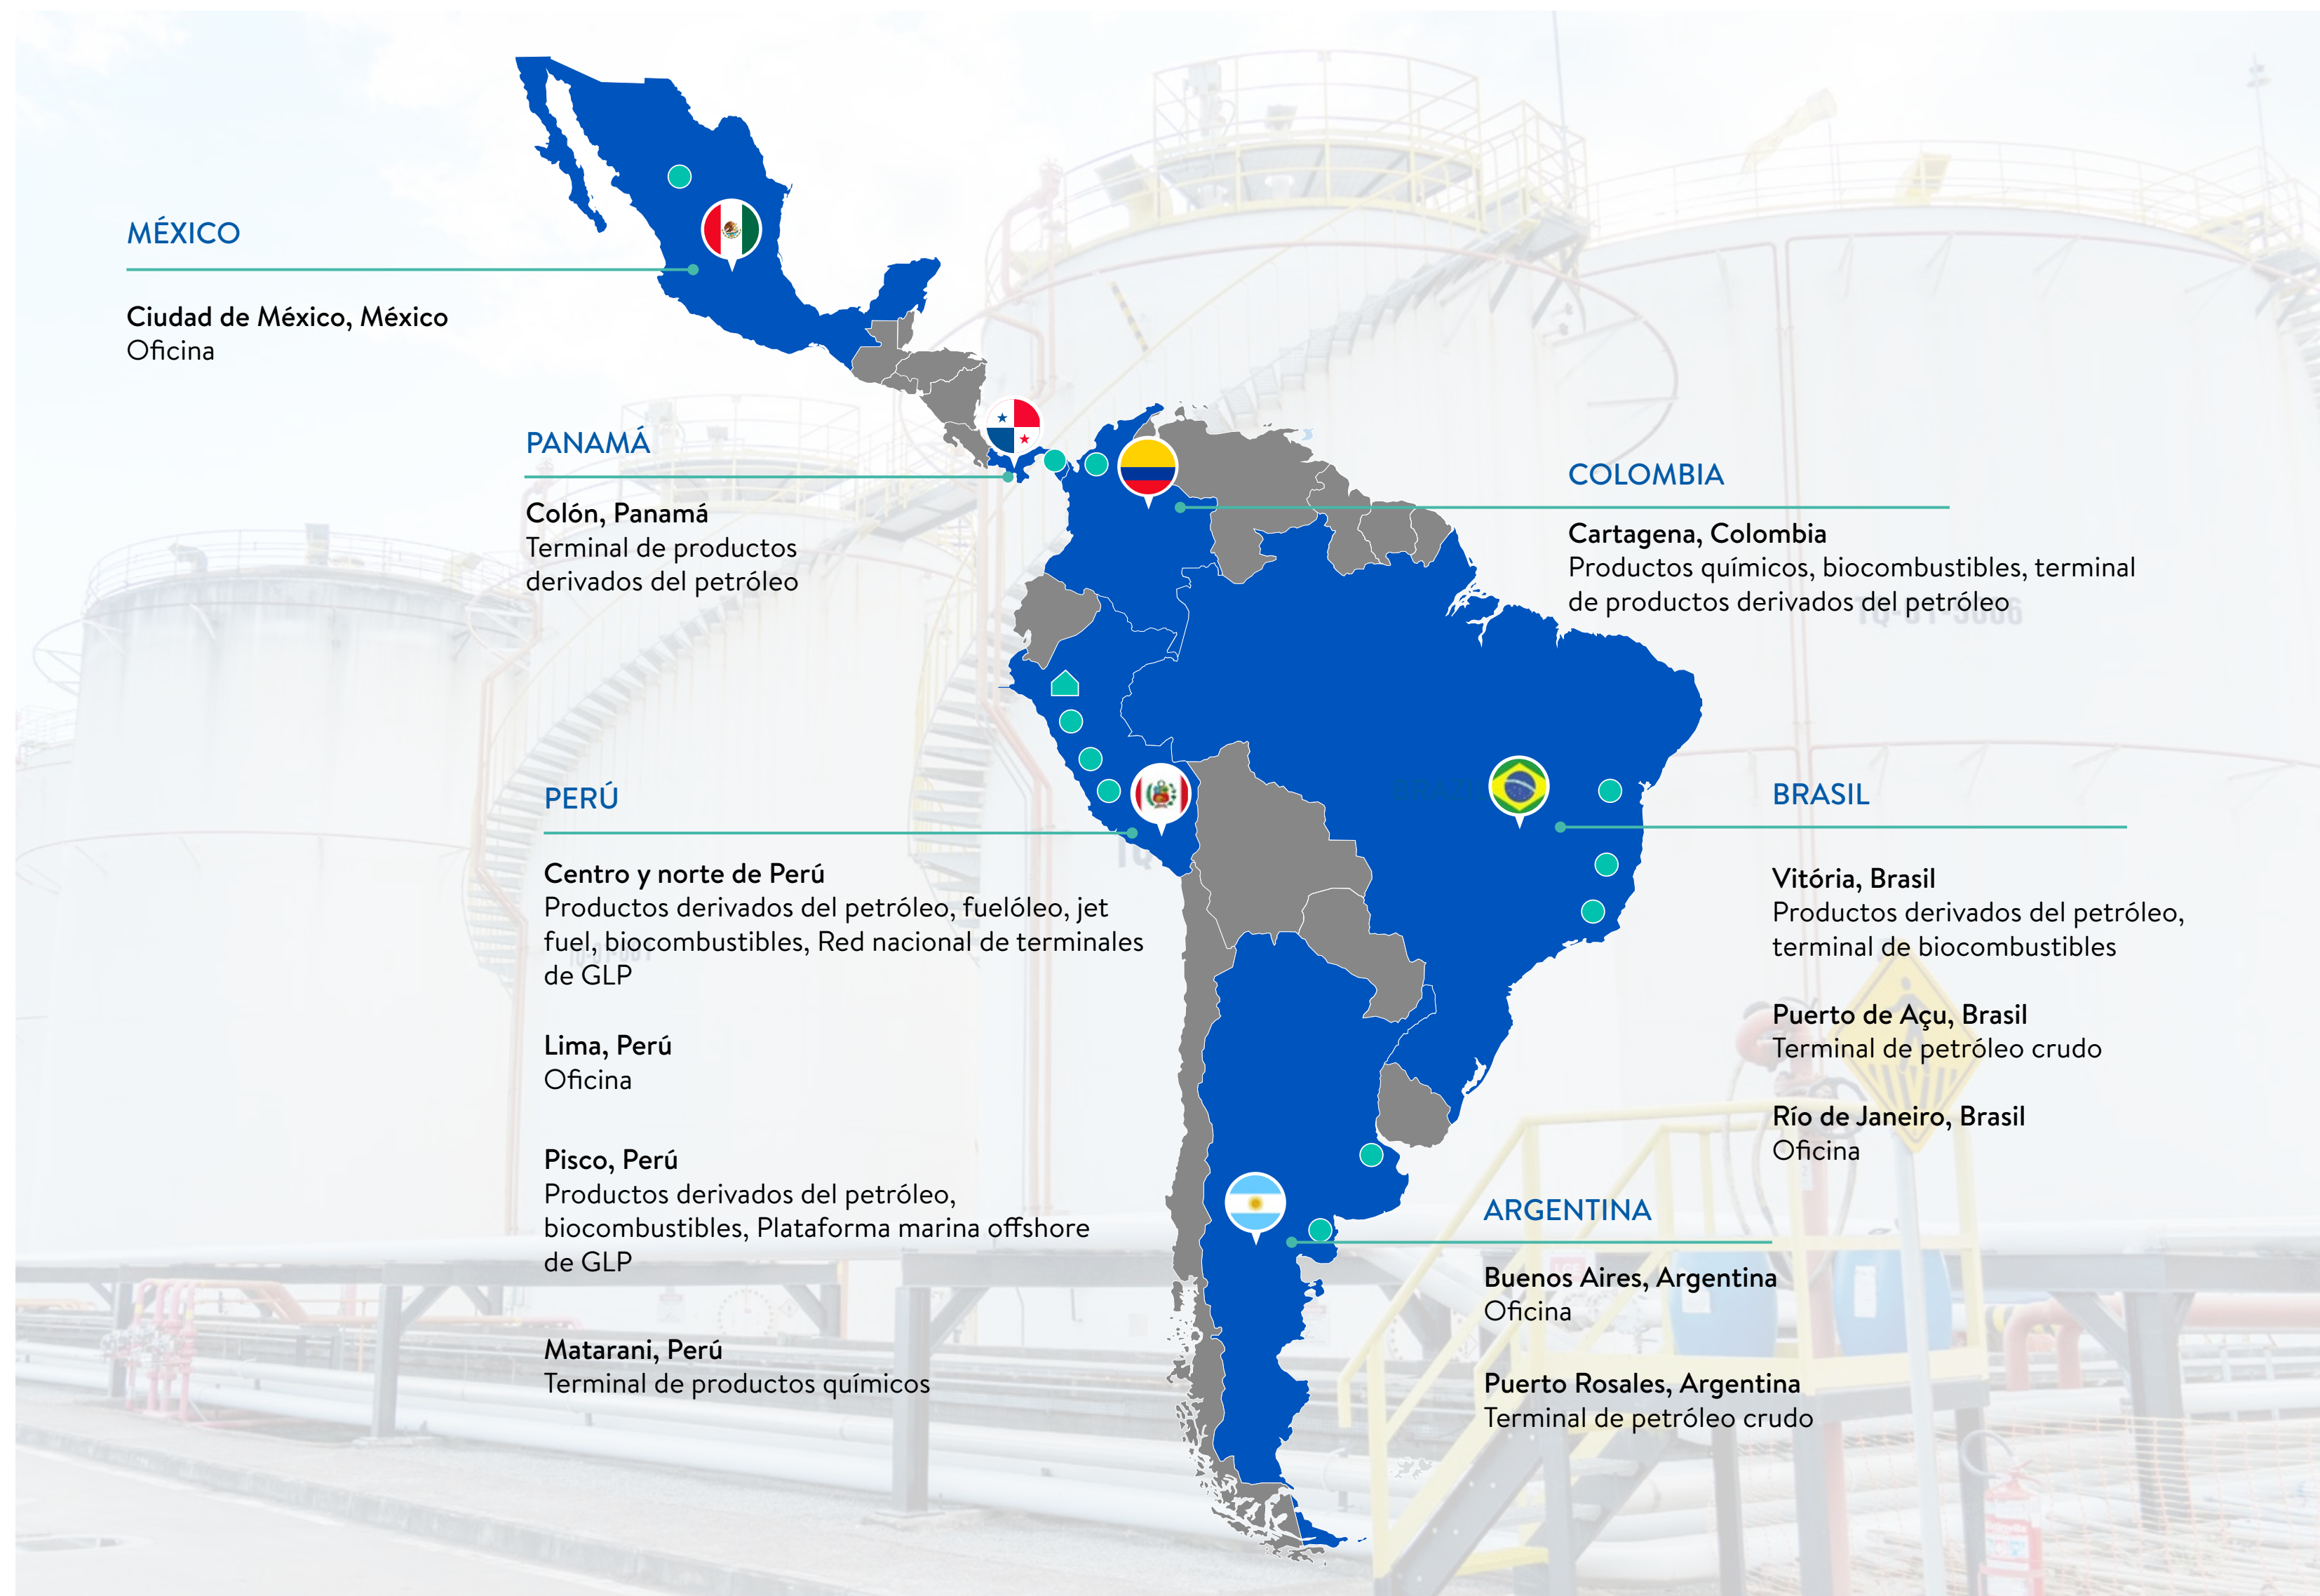 MÉXICO
Ciudad de México, México
Oficina
PANAMÁ
Colón, Panamá
Terminal de productos
derivados del petróleo
COLOMBIA
Cartagena, Colombia
Productos químicos, biocombustibles, terminal
de productos derivados del petróleo
PERÚ
Centro y norte de Perú
Productos derivados del petróleo, fuelóleo, jet
fuel, biocombustibles, Red nacional de terminales
de GLP
Lima, Perú
Oficina
Pisco, Perú
Productos derivados del petróleo,
biocombustibles, Plataforma marina offshore
de GLP
Matarani, Perú
Terminal de productos químicos
BRASIL
Vitória, Brasil
Productos derivados del petróleo,
terminal de biocombustibles
Puerto de Açu, Brasil
Terminal de petróleo crudo
Río de Janeiro, Brasil
Oficina
ARGENTINA
Buenos Aires, Argentina
Oficina
Puerto Rosales, Argentina
Terminal de petróleo crudo